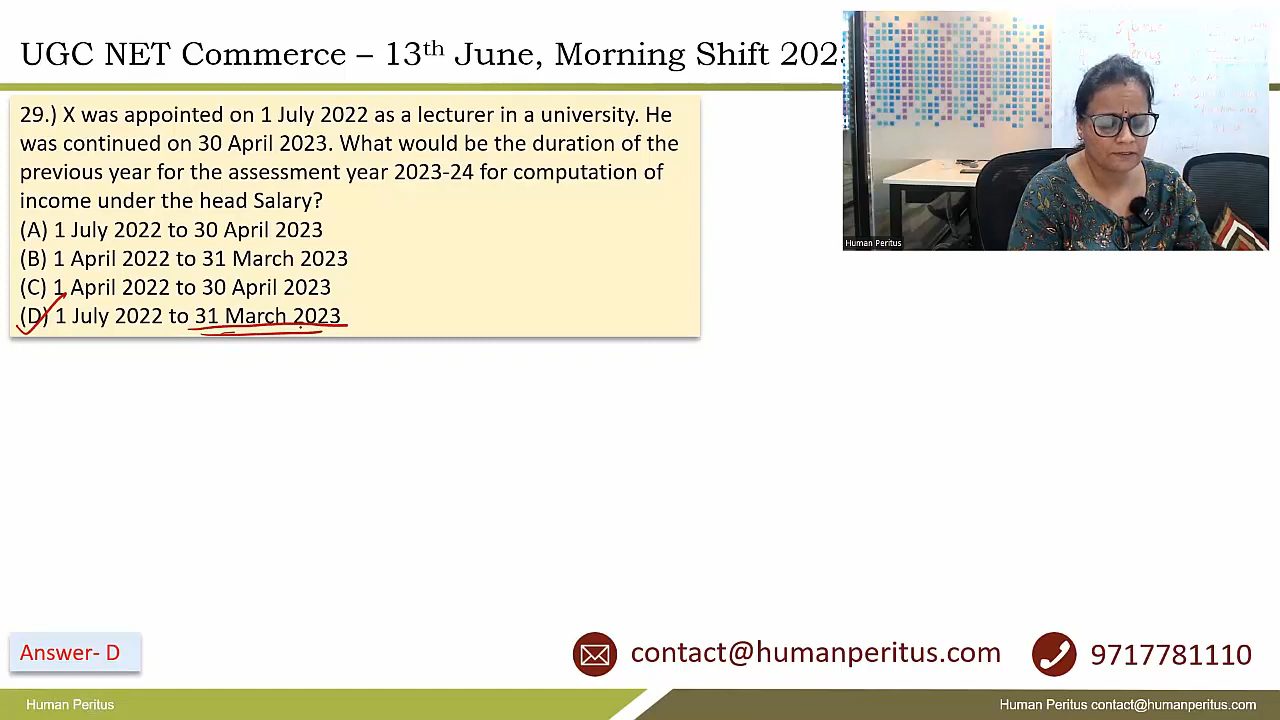 UGC NET Commerce – 13th June, Morning Shift 202
29.) X was appointed on 1 July 2022 as a lecturer in a university. He
was continued on 30 April 2023. What would be the duration of the
previous year for the assessment year 2023-24 for computation of
income under the head Salary?
(A) 1 July 2022 to 30 April 2023
(B) 1 April 2022 to 31 March 2023
(C) 1 April 2022 to 30 April 2023
(D) 1 July 2022 to 31 March 2023
Human Peritus
Answer- D
contact@humanperitus.com
9717781110
Human Peritus
Human Peritus contact@humanperitus.com